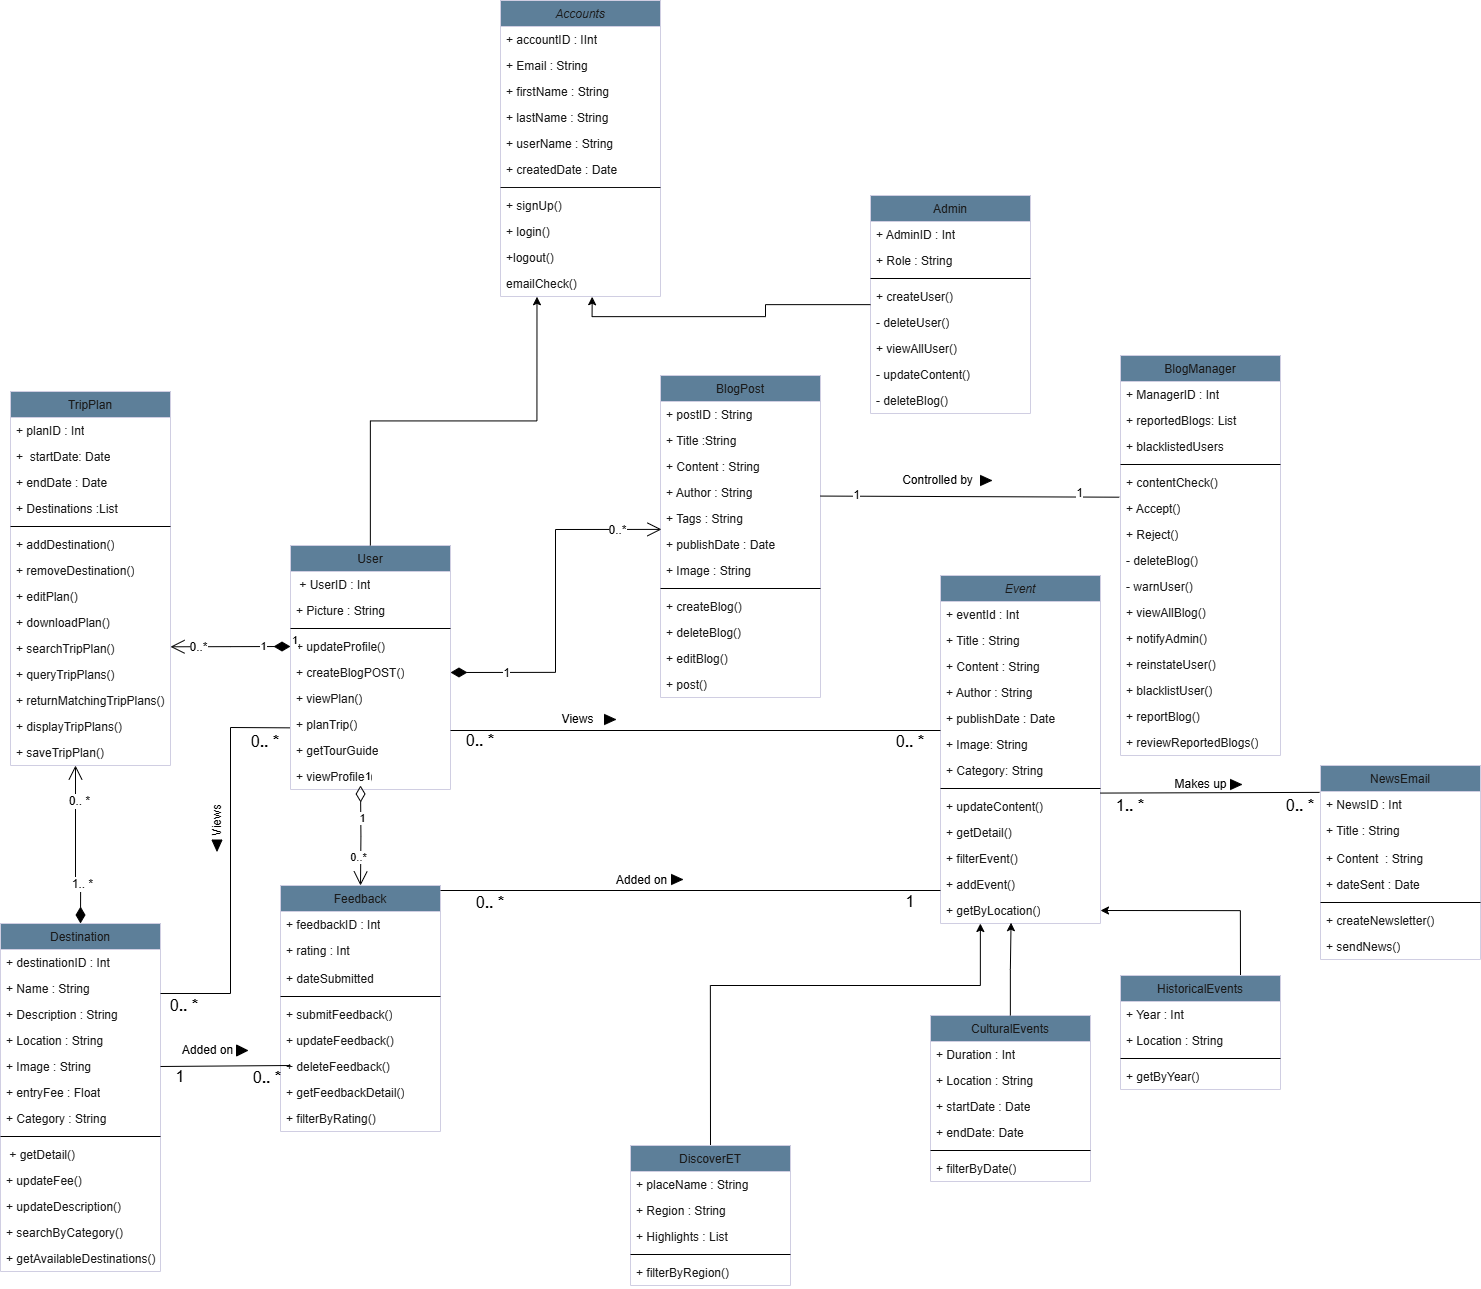 Accounts
+ accountID : IInt
+ Email : String
+ firstName : String
+ lastName : String
+ userName : String
+ createdDate : Date
+ signUp()
+ login()
+logout()
emailCheck()
Admin
+ AdminID : Int
+ Role : String
+ createUser()
- deleteUser()
+ viewAllUser()
- updateContent()
- deleteBlog()
BlogManager
+ ManagerID : Int
+ reportedBlogs: List
+ blacklistedUsers
+ contentCheck()
+ Accept()
+ Reject()
- deleteBlog()
- warnUser()
+ viewAllBlog()
+ notifyAdmin()
+ reinstateUser()
+ blacklistUser()
+ reportBlog()
+ reviewReportedBlogs()
BlogPost
+ postID : String
+ Title :String
+ Content : String
+ Author : String
+ Tags : String
+ publishDate : Date
+ Image : String
+ createBlog()
+ deleteBlog()
+ editBlog()
+ post()
Controlled by
1
1
TripPlan
+ planID : Int
+ startDate: Date
+ endDate : Date
+ Destinations :List
+ addDestination()
+ removeDestination()
+ editPlan()
+ downloadPlan()
+ searchTripPlan()
+ queryTripPlans()
+ returnMatchingTripPlans()
+ displayTripPlans()
+ saveTripPlan()
User
+ UserID : Int
+ Picture : String
+ updateProfile()
+ createBlogPOST()
+ viewPlan()
+ planTrip()
+ getTourGuide
+ viewProfile
1
0..*
1
1
0..*
1
Views
0.. *
0.. *
0.. *
Views
0.. *
1
0..*
0.. *
1.. *
Event
+ eventId : Int
+ Title : String
+ Content : String
+ Author : String
+ publishDate : Date
+ Image: String
+ Category: String
+ updateContent()
+ getDetail()
+ filterEvent()
+ addEvent()
+ getByLocation()
Makes up
1.. *
0.. *
NewsEmail
+ NewsID : Int
+ Title : String
+ Content : String
+ dateSent : Date
+ createNewsletter()
+ sendNews()
Added on
0.. *
1
Feedback
+ feedbackID : Int
+ rating : Int
+ dateSubmitted
+ submitFeedback()
+ updateFeedback()
+ deleteFeedback()
+ getFeedbackDetail()
+ filterByRating()
Destination
+ destinationID : Int
+ Name : String
+ Description : String
+ Location : String
+ Image : String
+ entryFee : Float
+ Category : String
+ getDetail()
+ updateFee()
+ updateDescription()
+ searchByCategory()
+ getAvailableDestinations()
Added on
1
0.. *
HistoricalEvents
+ Year : Int
+ Location : String
+ getByYear()
CulturalEvents
+ Duration : Int
+ Location : String
+ startDate : Date
+ endDate: Date
+ filterByDate()
DiscoverET
+ placeName : String
+ Region : String
+ Highlights : List
+ filterByRegion()